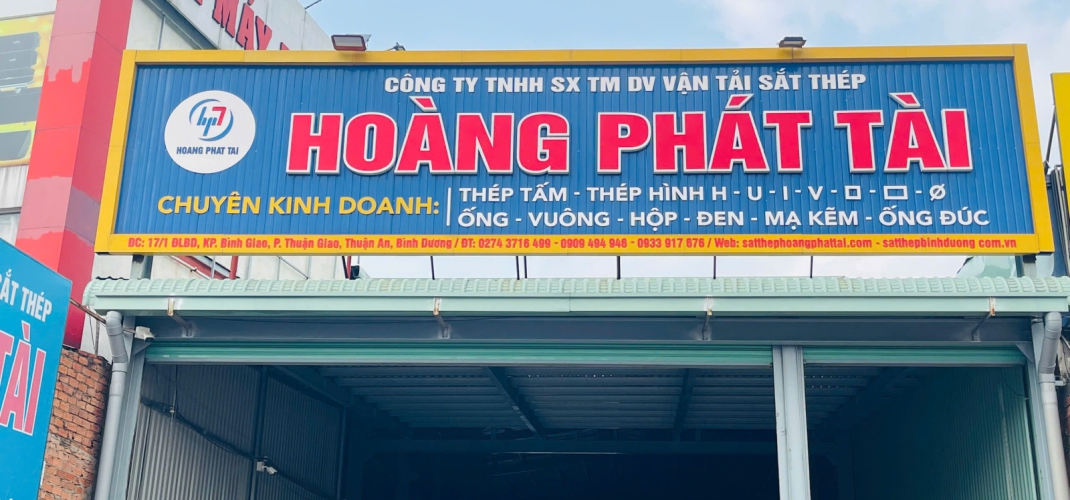 MÁY
CÔNG TY TNHH SX TM DV VẬN TẢI SẮT THÉP
HOÀNG PHÁT TÀI
HOANG PHAT TAI
CHUYÊN KINH DOANH:
THÉP TẤM - THÉP HÌNH H - U - I - V - □ - ▭ - Ø
ỐNG - VUÔNG - HỘP - ĐEN - MẠ KẼM - ỐNG ĐÚC
ĐC: 17/1 ĐLBD, KP. Bình Giao, P. Thuận Giao, Thuận An, Bình Dương / ĐT: 0274 3716 499 - 0909 494 946 - 0933 917 676 / Web: satthephoangphattai.com - satthepbinhduong.com.vn
SẮT THÉP
TÀI